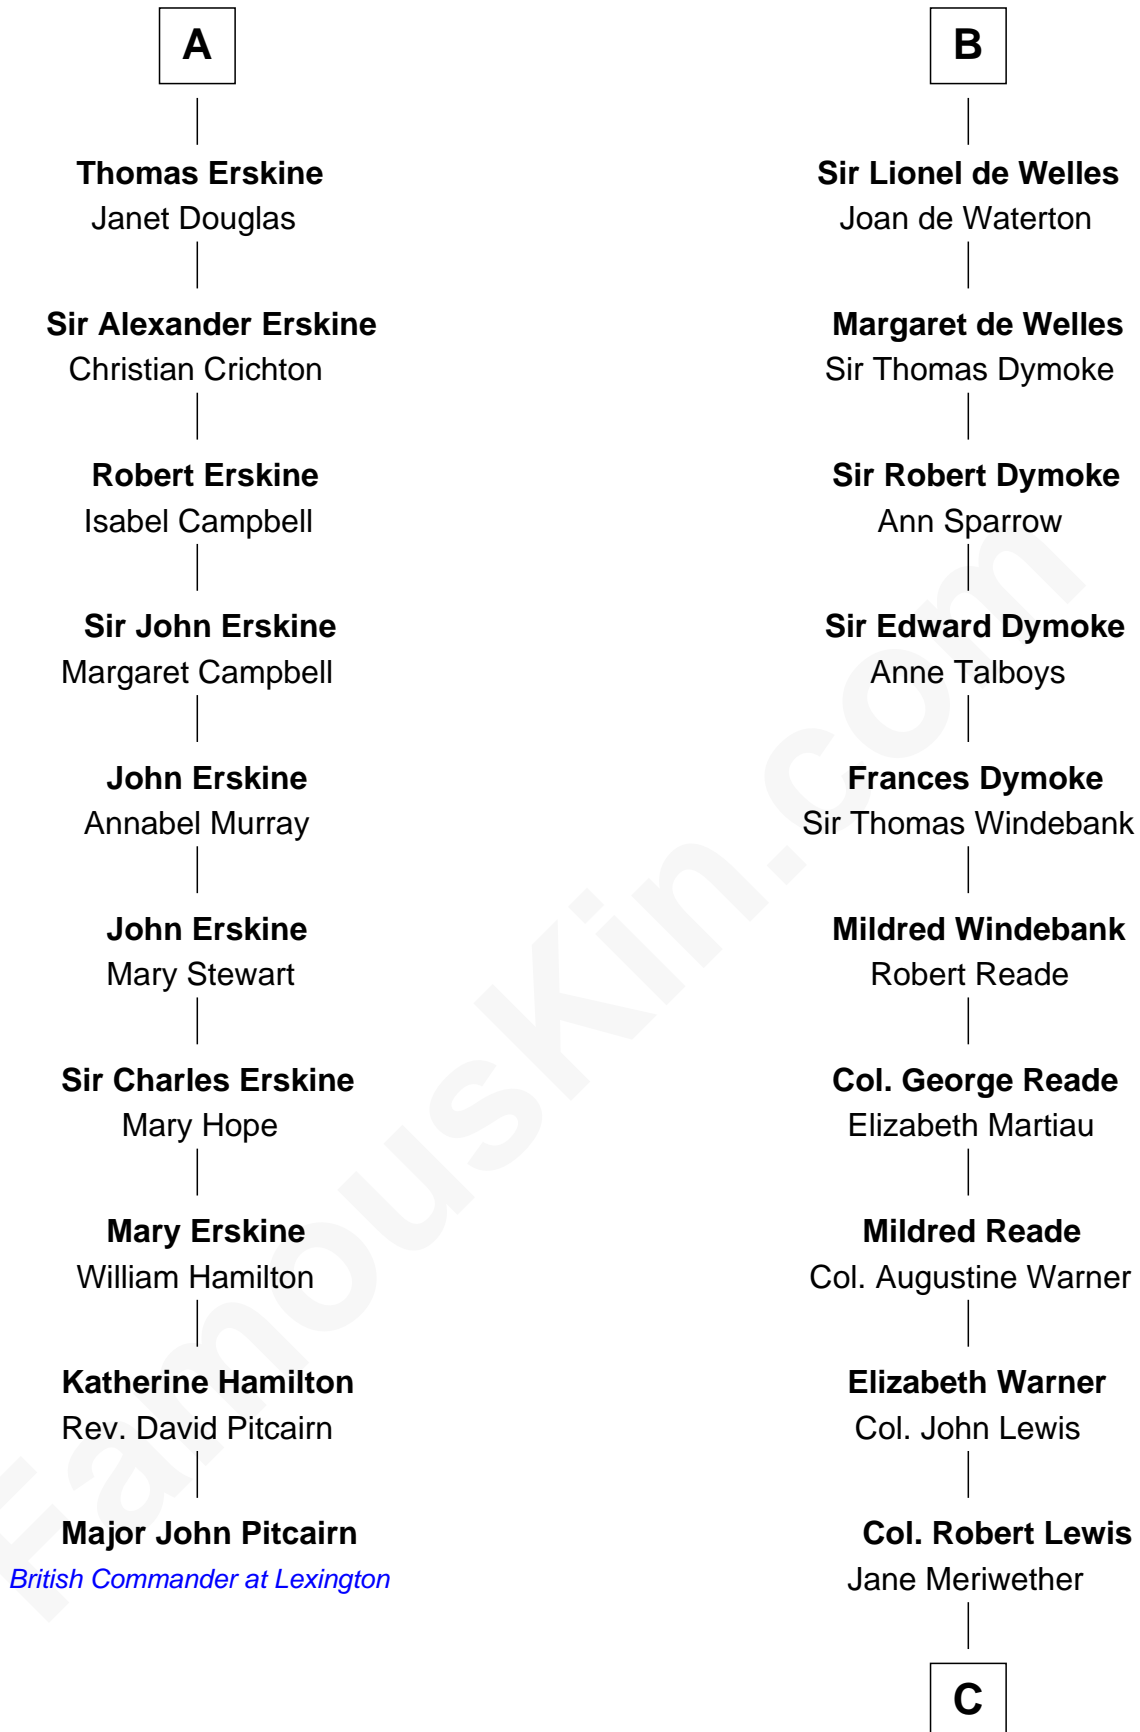 A
Thomas Erskine
Janet Douglas
Sir Alexander Erskine
Christian Crichton
Robert Erskine
Isabel Campbell
Sir John Erskine
Margaret Campbell
John Erskine
Annabel Murray
John Erskine
Mary Stewart
Sir Charles Erskine
Mary Hope
Mary Erskine
William Hamilton
Katherine Hamilton
Rev. David Pitcairn
Major John Pitcairn
British Commander at Lexington
B
Sir Lionel de Welles
Joan de Waterton
Margaret de Welles
Sir Thomas Dymoke
Sir Robert Dymoke
Ann Sparrow
Sir Edward Dymoke
Anne Talboys
Frances Dymoke
Sir Thomas Windebank
Mildred Windebank
Robert Reade
Col. George Reade
Elizabeth Martiau
Mildred Reade
Col. Augustine Warner
Elizabeth Warner
Col. John Lewis
Col. Robert Lewis
Jane Meriwether
C
FamousKin.com